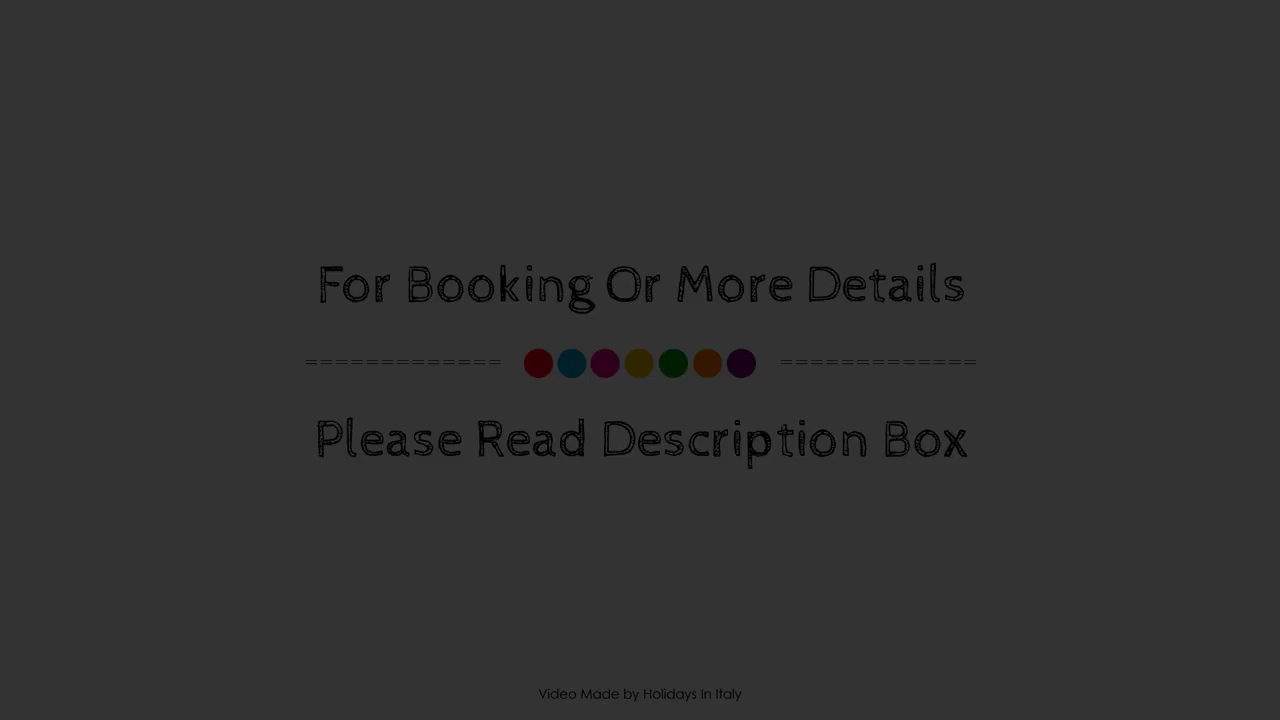 For Booking Or More Details
============= =============
Please Read Description Box
Video Made by Holidays In Italy